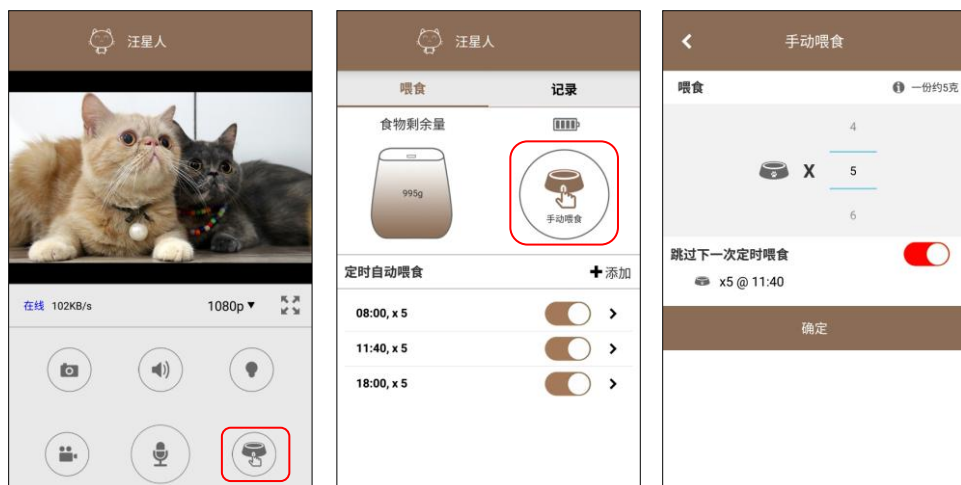 汪星人
在线 102KB/s 1080p
汪星人
喂食 记录
食物剩余量
995g
手动喂食
定时自动喂食 添加
08:00, x 5
11:40, x 5
18:00, x 5
手动喂食
喂食 一份约5克
4
X 5
6
跳过下一次定时喂食
x5 @ 11:40
确定